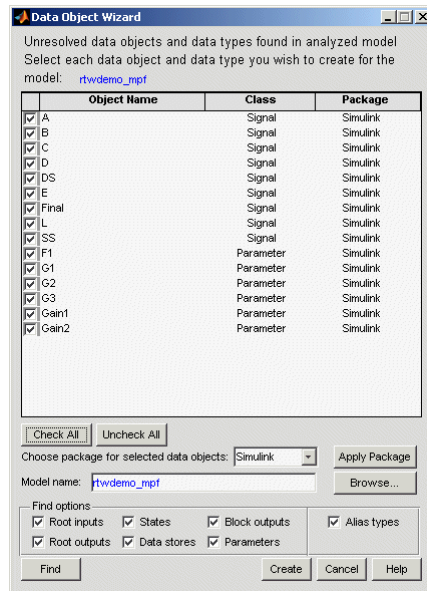 Data Object Wizard
Unresolved data objects and data types found in analyzed model
Select each data object and data type you wish to create for the
model: rtwdemo_mpf
Object Name Class Package
A Signal Simulink
B Signal Simulink
C Signal Simulink
D Signal Simulink
DS Signal Simulink
E Signal Simulink
Final Signal Simulink
L Signal Simulink
SS Signal Simulink
F1 Parameter Simulink
G1 Parameter Simulink
G2 Parameter Simulink
G3 Parameter Simulink
Gain1 Parameter Simulink
Gain2 Parameter Simulink
Check All Uncheck All
Choose package for selected data objects: Simulink Apply Package
Model name: rtwdemo_mpf Browse...
Find options
Root inputs States Block outputs Alias types
Root outputs Data stores Parameters
Find Create Cancel Help